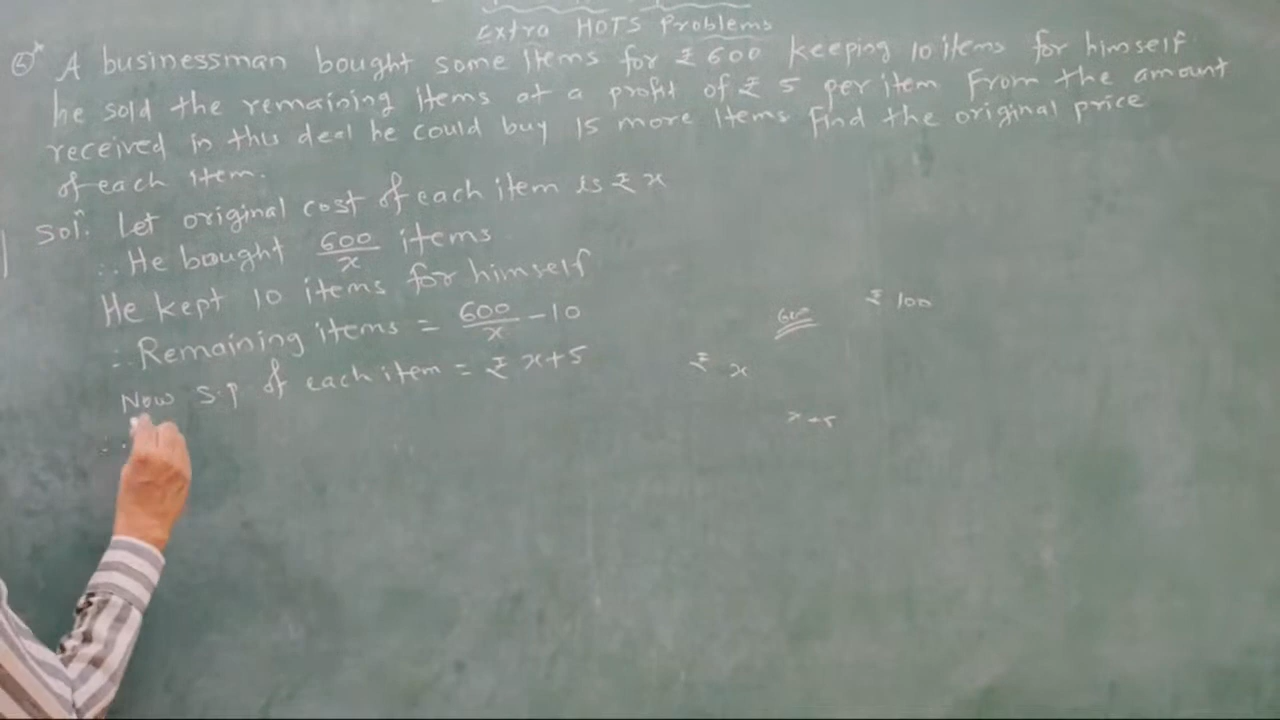 Extra HOTS Problems
5* A businessman bought some items for ₹ 600 keeping 10 items for himself
he sold the remaining items at a profit of ₹ 5 per item From the amount
received in this deal he could buy 15 more items Find the original price
of each item.
Soln: Let original cost of each item is ₹ x
∴ He bought 600/x items
He kept 10 items for himself
∴ Remaining items = 600/x - 10
Now S.P of each item = ₹ x+5
₹ 100
600
₹ x
x+5